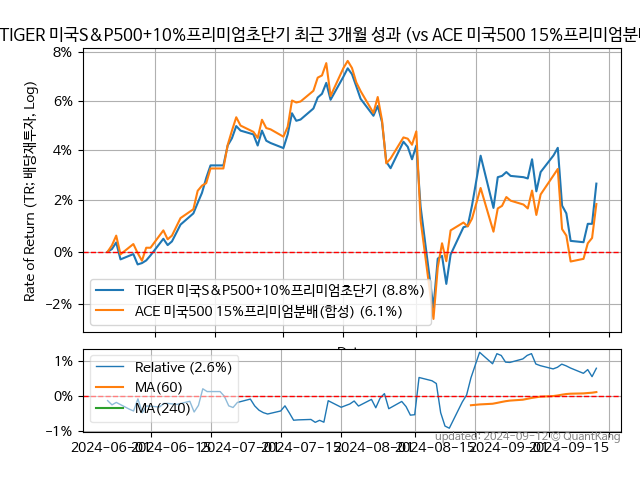 TIGER 미국S&P500+10%프리미엄초단기 최근 3개월 성과 (vs ACE 미국500 15%프리미엄분배
8%
6%
4%
2%
0%
−2%
Rate of Return (TR: 배당재투자, Log)
TIGER 미국S&P500+10%프리미엄초단기 (8.8%)
ACE 미국500 15%프리미엄분배(합성) (6.1%)
1%
0%
−1%
Relative (2.6%)
MA(60)
MA(240)
updated: 2024-09-12 © QuantKang
2024-06-01 2024-06-15 2024-07-01 2024-07-15 2024-08-01 2024-08-15 2024-09-01 2024-09-15